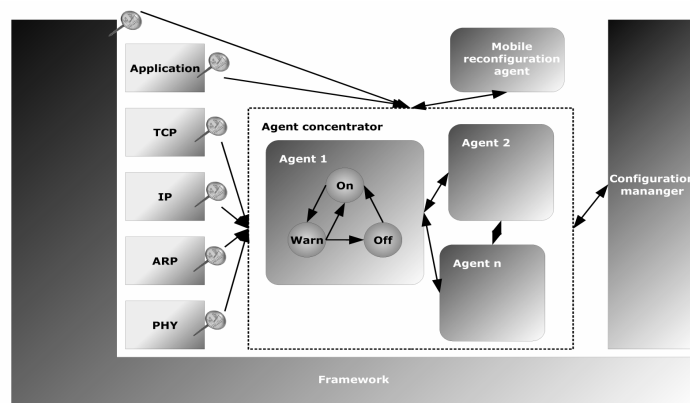 Mobile
reconfiguration
agent
Application
TCP
IP
ARP
PHY
Agent concentrator
Agent 1
On
Warn
Off
Agent 2
Agent n
Configuration
mananger
Framework